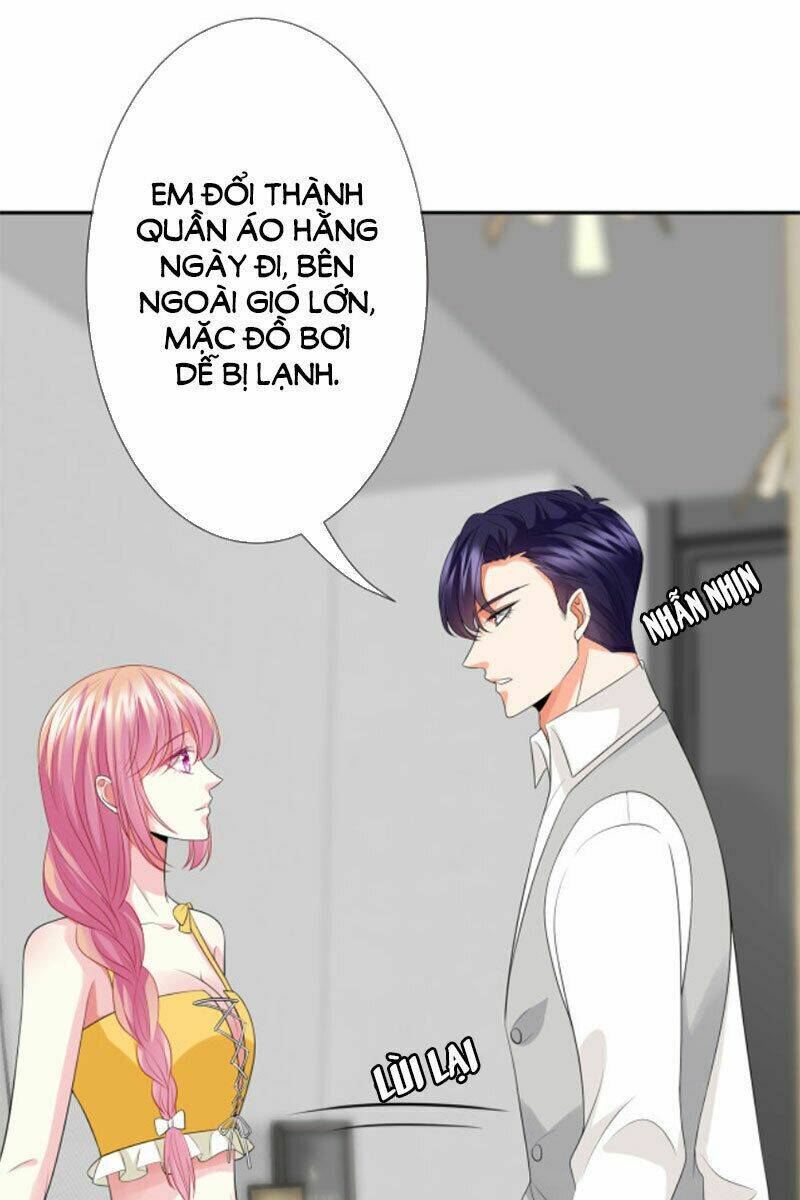 EM ĐỔI THÀNH
QUẦN ÁO HẰNG
NGÀY ĐI, BÊN
NGOÀI GIÓ LỚN,
MẶC ĐỒ BƠI
DỄ BỊ LẠNH.
NHẪN NHỊN
LÙI LẠI